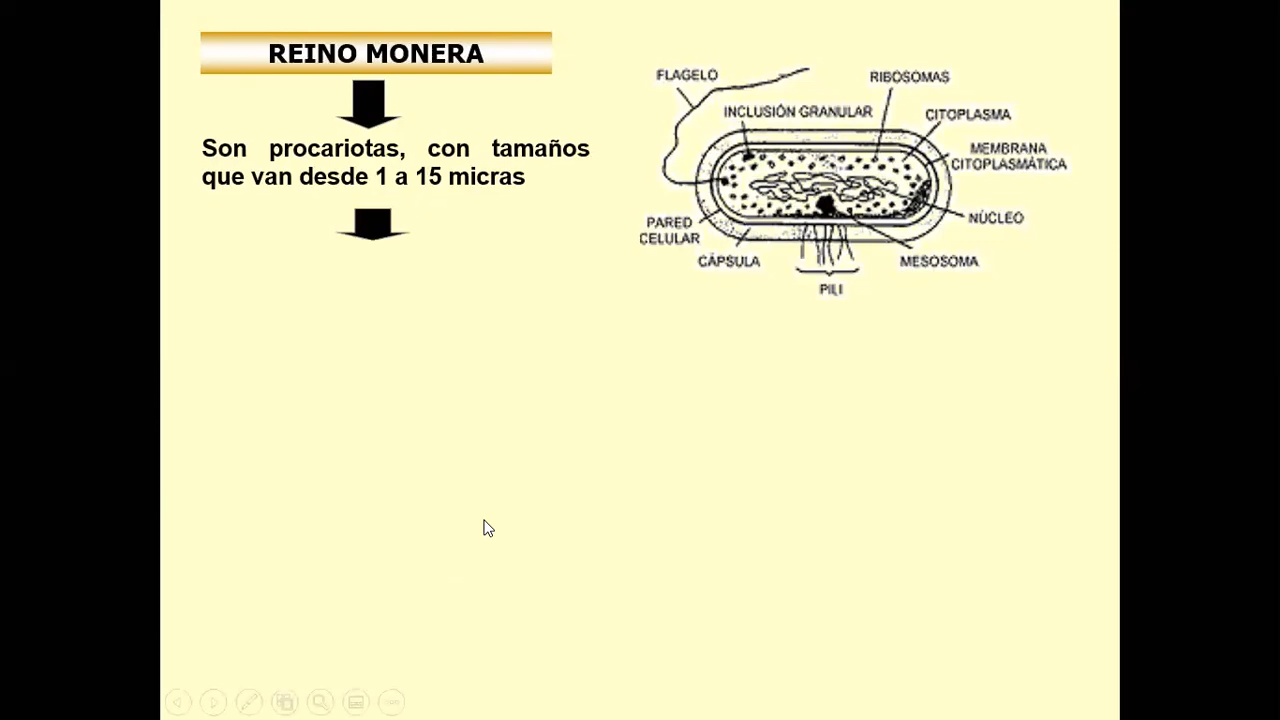 REINO MONERA
Son procariotas, con tamaños
que van desde 1 a 15 micras
FLAGELO
RIBOSOMAS
INCLUSIÓN GRANULAR
CITOPLASMA
MEMBRANA
CITOPLASMÁTICA
NÚCLEO
PARED
CELULAR
CÁPSULA
MESOSOMA
PILI